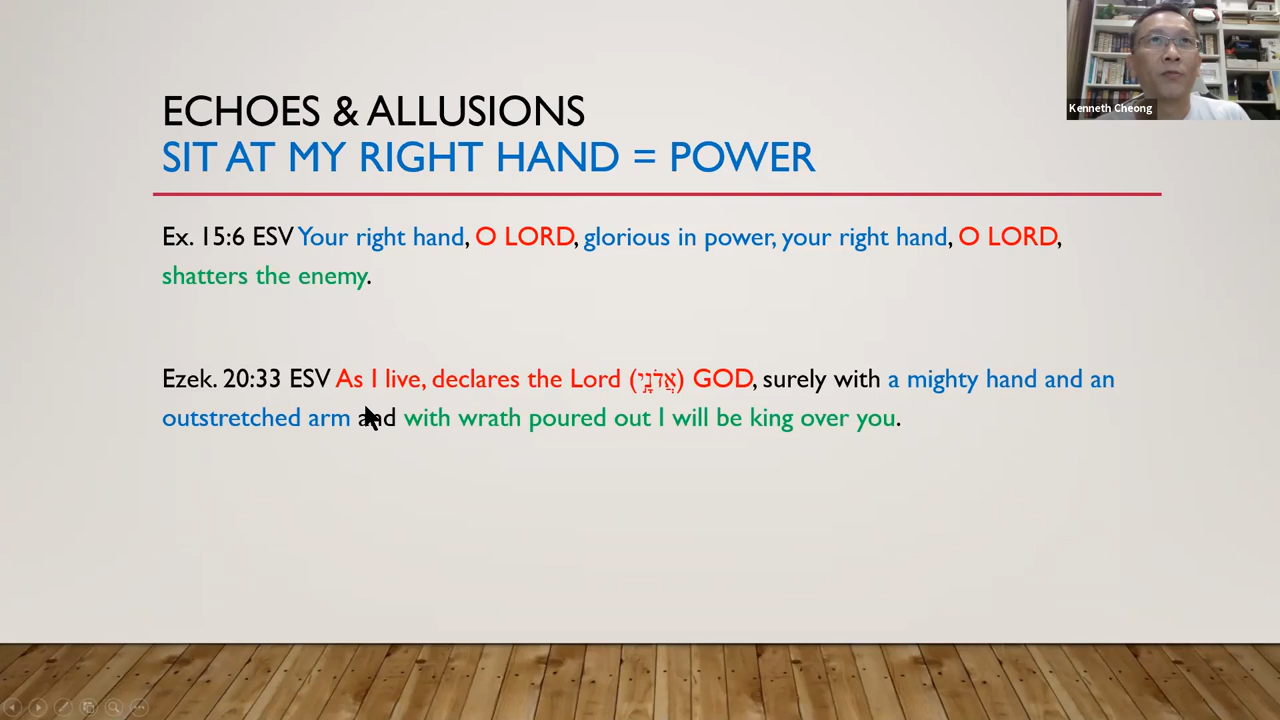 ECHOES & ALLUSIONS
SIT AT MY RIGHT HAND = POWER
Kenneth Cheong
Ex. 15:6 ESV Your right hand, O LORD, glorious in power, your right hand, O LORD,
shatters the enemy.
Ezek. 20:33 ESV As I live, declares the Lord (אֲדֹנָ֣י) GOD, surely with a mighty hand and an
outstretched arm and with wrath poured out I will be king over you.